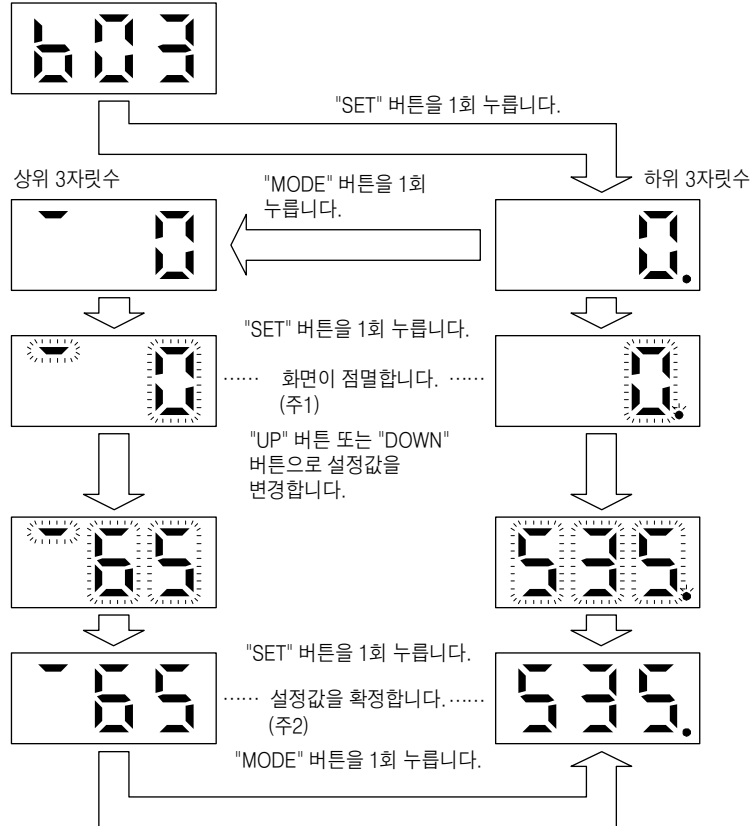 b03
"SET" 버튼을 1회 누릅니다.
상위 3자릿수
"MODE" 버튼을 1회
누릅니다.
하위 3자릿수
- 0
0.
"SET" 버튼을 1회 누릅니다.
- 0
…… 화면이 점멸합니다. ……
(주1)
0.
"UP" 버튼 또는 "DOWN"
버튼으로 설정값을
변경합니다.
- 65
535.
"SET" 버튼을 1회 누릅니다.
- 65
…… 설정값을 확정합니다. ……
(주2)
535.
"MODE" 버튼을 1회 누릅니다.